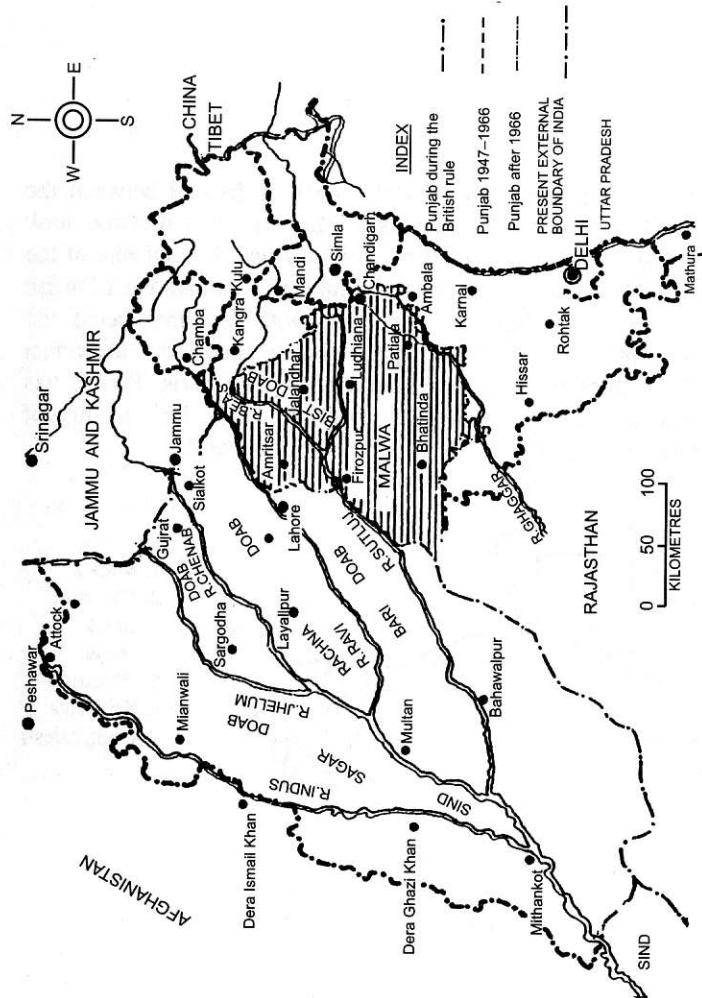 N
W
E
S
CHINA
TIBET
INDEX
Punjab during the
British rule
Punjab 1947–1966
Punjab after 1966
PRESENT EXTERNAL
BOUNDARY OF INDIA
UTTAR PRADESH
JAMMU AND KASHMIR
Srinagar
Peshawar
Attock
AFGHANISTAN
Jammu
Sialkot
Gujrat
Chamba
Kangra
Kulu
Mandi
Simla
Chandigarh
Mianwali
DOAB
R.CHENAB
Sargodha
Layallpur
DOAB
RACHNA
Lahore
Amritsar
R.BEAS
BIST DOAB
Jalandhar
Ludhiana
Patiala
Ambala
Karnal
Firozpur
MALWA
Bhatinda
R.JHELUM
DOAB
SAGAR
SIND
R.INDUS
R.RAVI
BARI
DOAB
R.SUTLUJ
Dera Ismail Khan
Dera Ghazi Khan
Multan
Bahawalpur
Mithankot
R.GHAGGAR
Hissar
Rohtak
DELHI
Mathura
RAJASTHAN
SIND
0 50 100
KILOMETRES